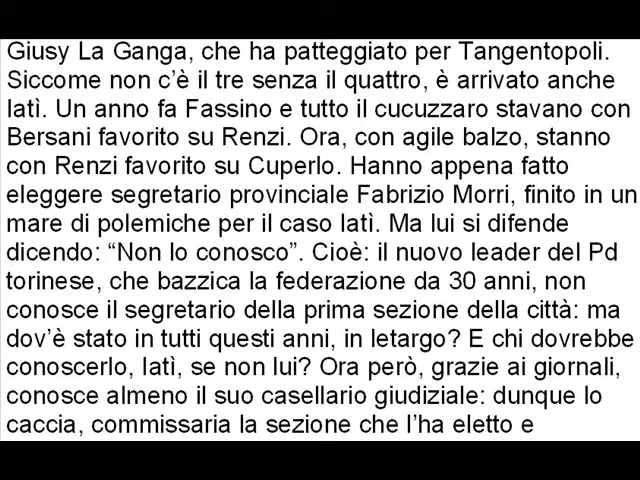 Giusy La Ganga, che ha patteggiato per Tangentopoli.
Siccome non c’è il tre senza il quattro, è arrivato anche
Iatì. Un anno fa Fassino e tutto il cucuzzaro stavano con
Bersani favorito su Renzi. Ora, con agile balzo, stanno
con Renzi favorito su Cuperlo. Hanno appena fatto
eleggere segretario provinciale Fabrizio Morri, finito in un
mare di polemiche per il caso Iatì. Ma lui si difende
dicendo: “Non lo conosco”. Cioè: il nuovo leader del Pd
torinese, che bazzica la federazione da 30 anni, non
conosce il segretario della prima sezione della città: ma
dov’è stato in tutti questi anni, in letargo? E chi dovrebbe
conoscerlo, Iatì, se non lui? Ora però, grazie ai giornali,
conosce almeno il suo casellario giudiziale: dunque lo
caccia, commissaria la sezione che l’ha eletto e